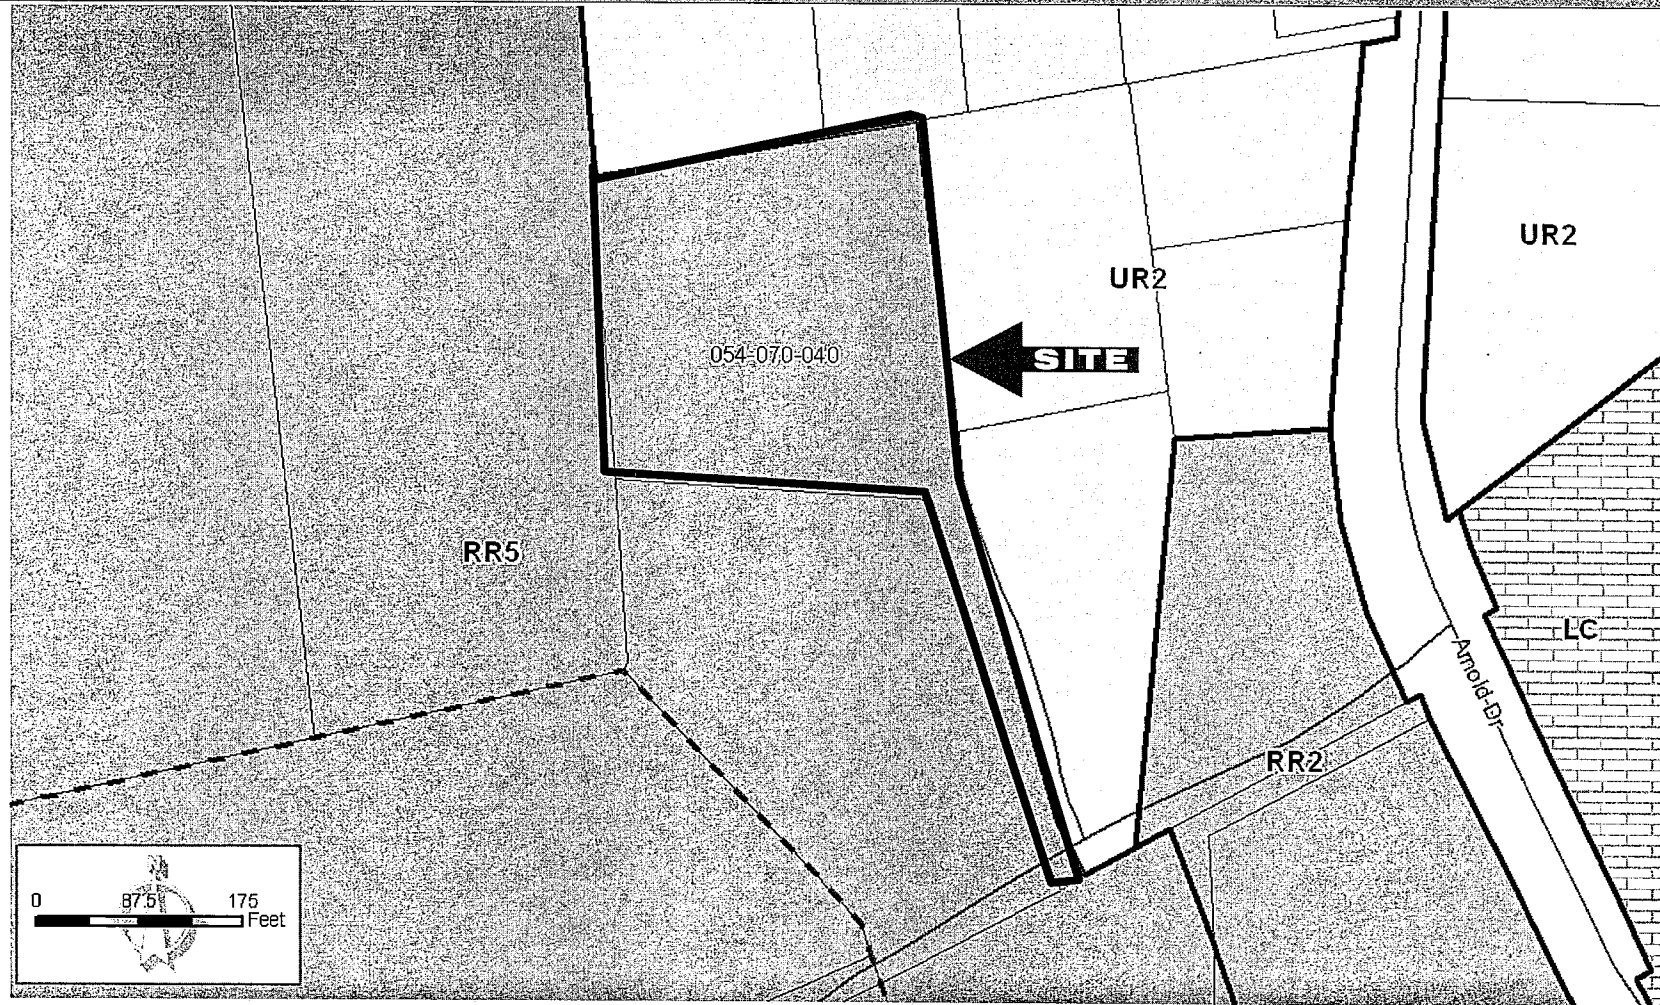 UR2
UR2
054-070-040
SITE
RR5
LC
Arnold Dr
RR2
N
0 87.5 175
Feet